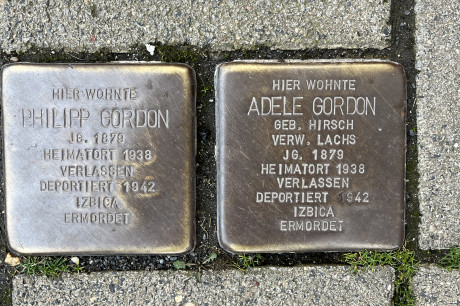 HIER WOHNTE
PHILIPP GORDON
JG. 1879
HEIMATORT 1938
VERLASSEN
DEPORTIERT 1942
IZBICA
ERMORDET
HIER WOHNTE
ADELE GORDON
GEB. HIRSCH
VERW. LACHS
JG. 1879
HEIMATORT 1938
VERLASSEN
DEPORTIERT 1942
IZBICA
ERMORDET